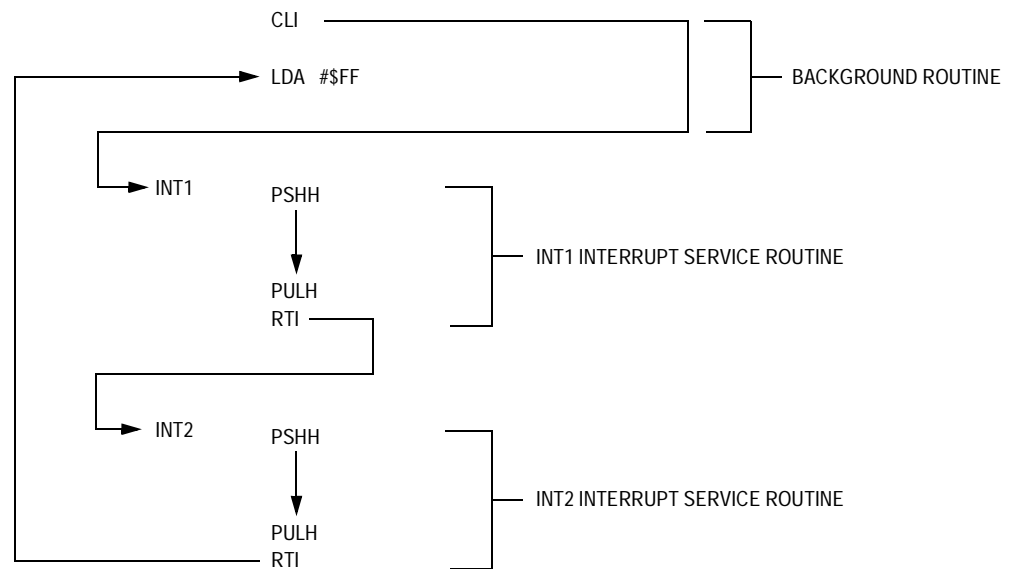 CLI
LDA #$FF
BACKGROUND ROUTINE
INT1
PSHH
INT1 INTERRUPT SERVICE ROUTINE
PULH
RTI
INT2
PSHH
INT2 INTERRUPT SERVICE ROUTINE
PULH
RTI